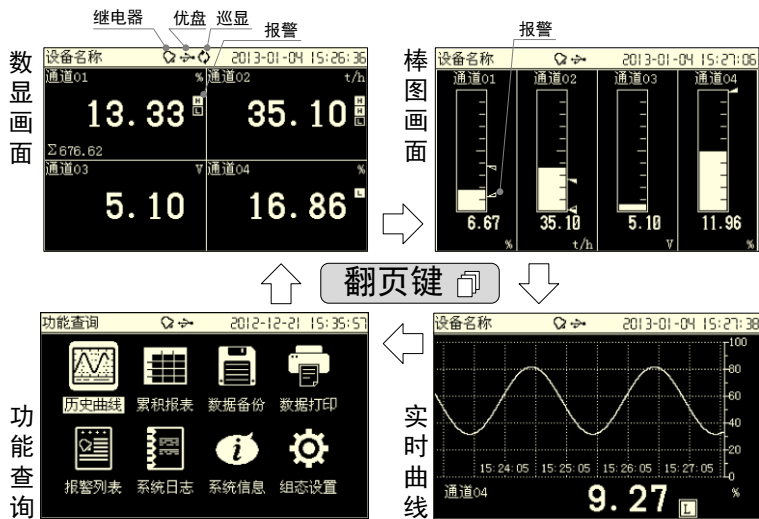 继电器 优盘 巡显 报警
数显画面
设备名称 2013-01-04 15:26:36
通道01 % 通道02 t/h
13.33 H L 35.10 H H L
Σ676.62
通道03 V 通道04 %
5.10 16.86 L
报警
棒图画面
设备名称 2013-01-04 15:27:06
通道01 通道02 通道03 通道04
6.67 35.10 5.10 11.96
% t/h V %
翻页键
功能查询
功能查询 2012-12-21 15:35:57
历史曲线 累积报表 数据备份 数据打印
报警列表 系统日志 系统信息 组态设置
实时曲线
设备名称 2013-01-04 15:27:38
100
80
60
40
20
0
15:24:05 15:25:05 15:26:05 15:27:05
通道04 9.27 L %